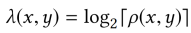 λ(x, y) = log₂⌈ρ(x, y)⌉